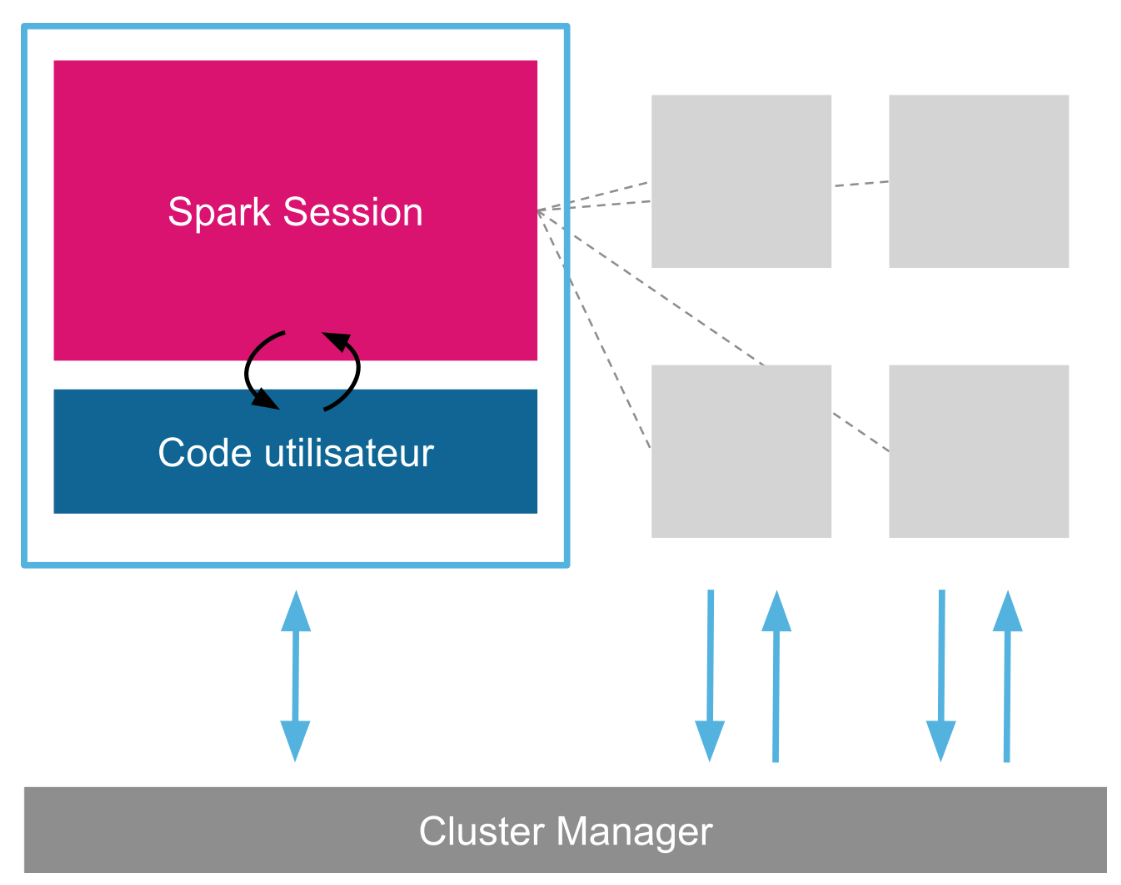 Spark Session
Code utilisateur
Cluster Manager